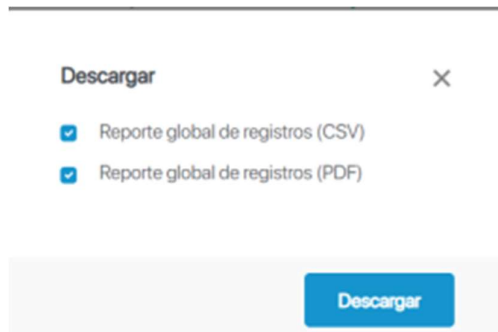 Descargar
Reporte global de registros (CSV)
Reporte global de registros (PDF)
Descargar